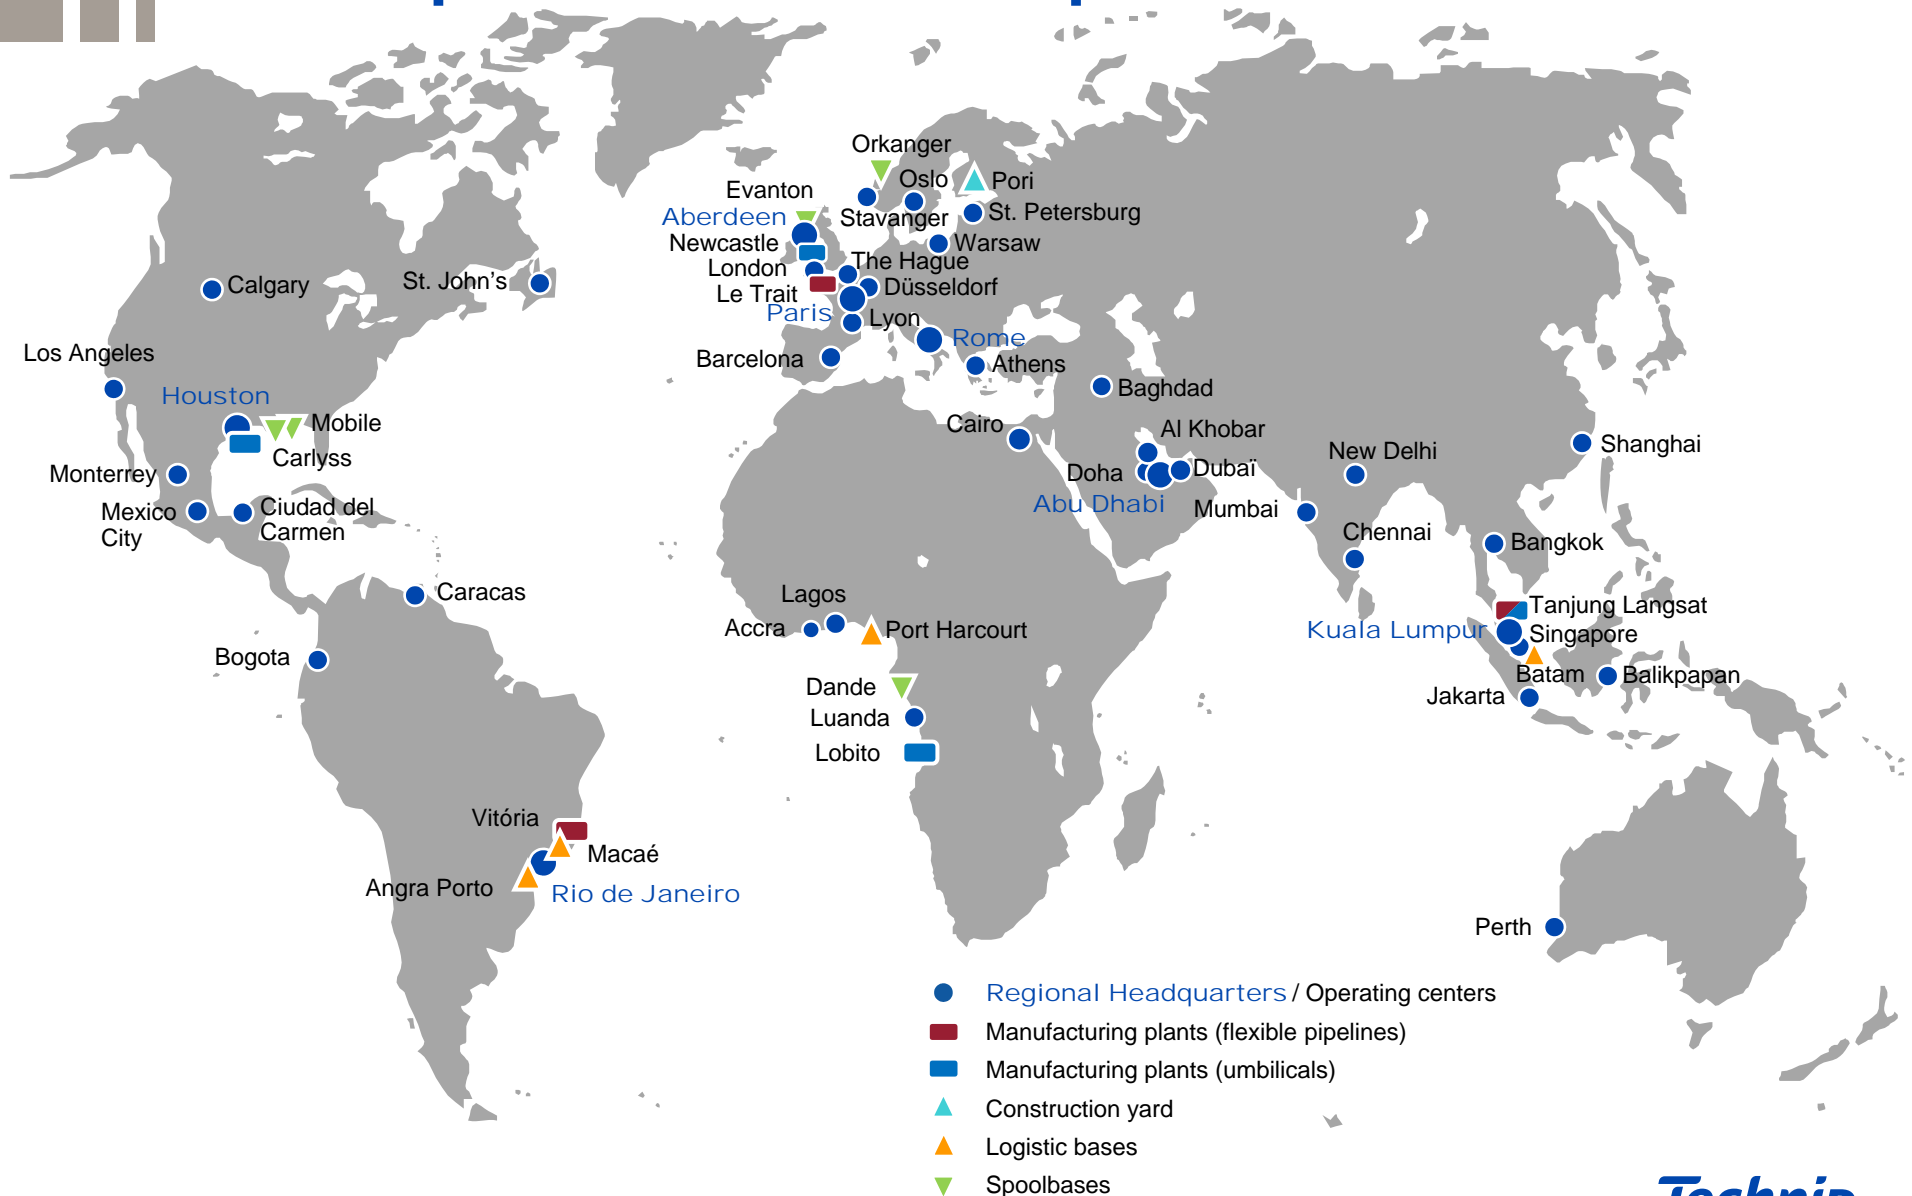 Orkanger
Oslo
Pori
Evanton
Aberdeen
Stavanger
St. Petersburg
Newcastle
Warsaw
London
The Hague
Le Trait
Düsseldorf
Paris
Lyon
Rome
Barcelona
Athens
Calgary
St. John’s
Los Angeles
Houston
Mobile
Carlyss
Monterrey
Mexico
City
Ciudad del
Carmen
Baghdad
Cairo
Al Khobar
Doha
Dubaï
Abu Dhabi
New Delhi
Mumbai
Chennai
Shanghai
Bangkok
Caracas
Bogota
Lagos
Accra
Port Harcourt
Dande
Luanda
Lobito
Tanjung Langsat
Kuala Lumpur
Singapore
Batam
Balikpapan
Jakarta
Vitória
Macaé
Angra Porto
Rio de Janeiro
Perth
Regional Headquarters / Operating centers
Manufacturing plants (flexible pipelines)
Manufacturing plants (umbilicals)
Construction yard
Logistic bases
Spoolbases
Technip